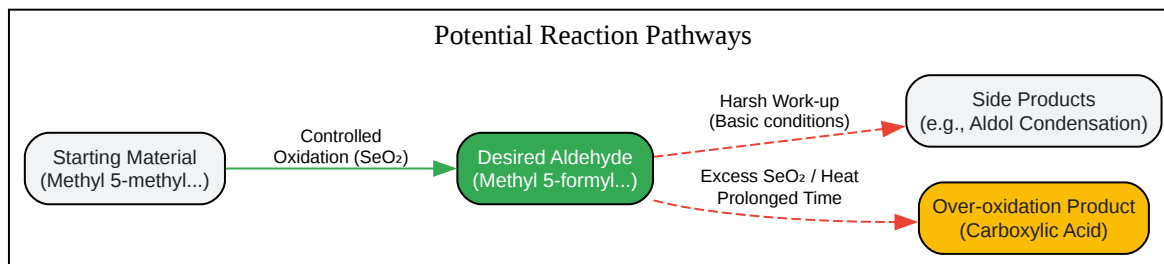 Potential Reaction Pathways
Starting Material
(Methyl 5-methyl...)
Controlled
Oxidation (SeO₂)
Desired Aldehyde
(Methyl 5-formyl...)
Harsh Work-up
(Basic conditions)
Side Products
(e.g., Aldol Condensation)
Excess SeO₂ / Heat
Prolonged Time
Over-oxidation Product
(Carboxylic Acid)